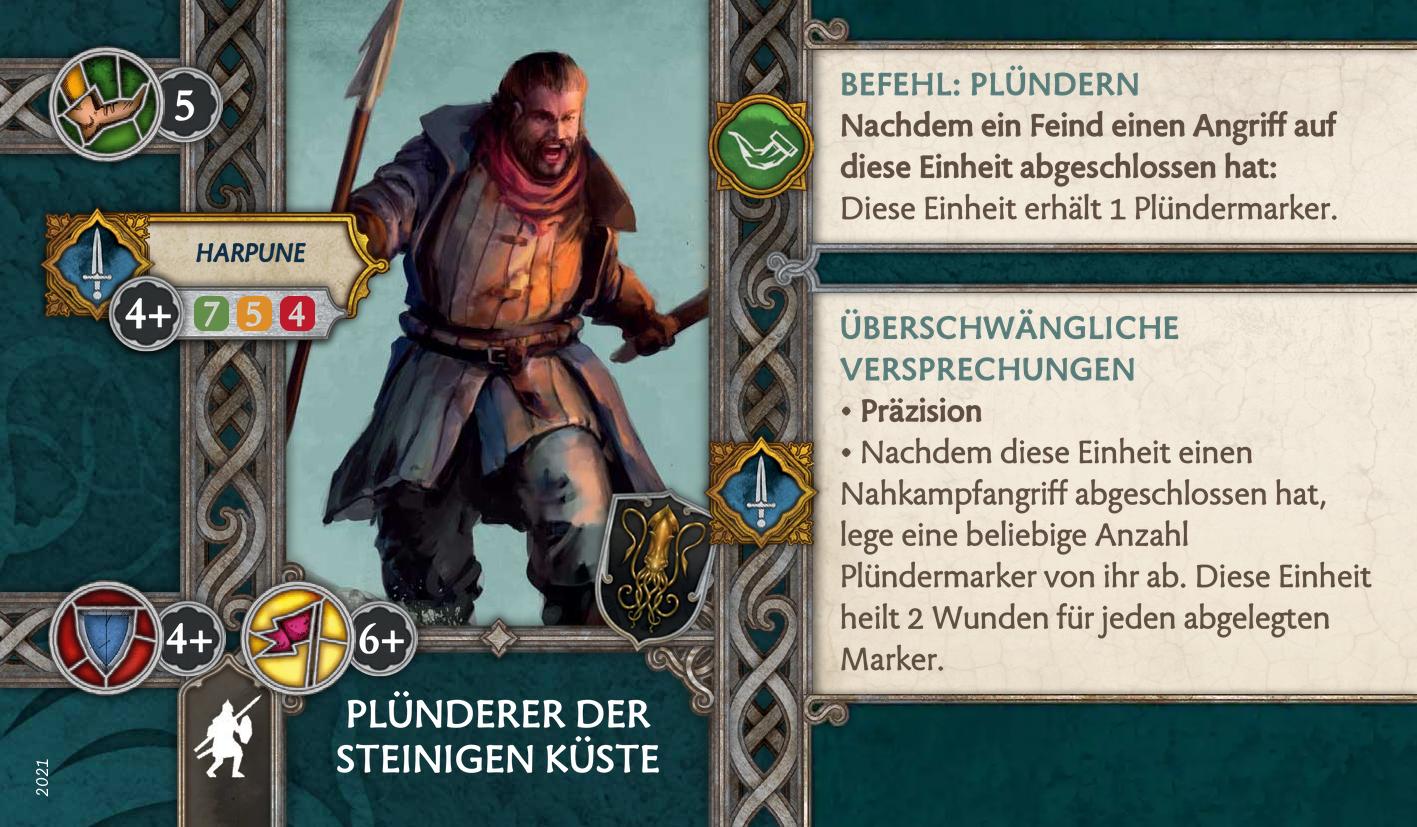 5
HARPUNE
4+ 7 5 4
4+ 6+
PLÜNDERER DER
STEINIGEN KÜSTE
2021
BEFEHL: PLÜNDERN
Nachdem ein Feind einen Angriff auf
diese Einheit abgeschlossen hat:
Diese Einheit erhält 1 Plündermarker.
ÜBERSCHWÄNGLICHE
VERSPRECHUNGEN
• Präzision
• Nachdem diese Einheit einen
Nahkampfangriff abgeschlossen hat,
lege eine beliebige Anzahl
Plündermarker von ihr ab. Diese Einheit
heilt 2 Wunden für jeden abgelegten
Marker.